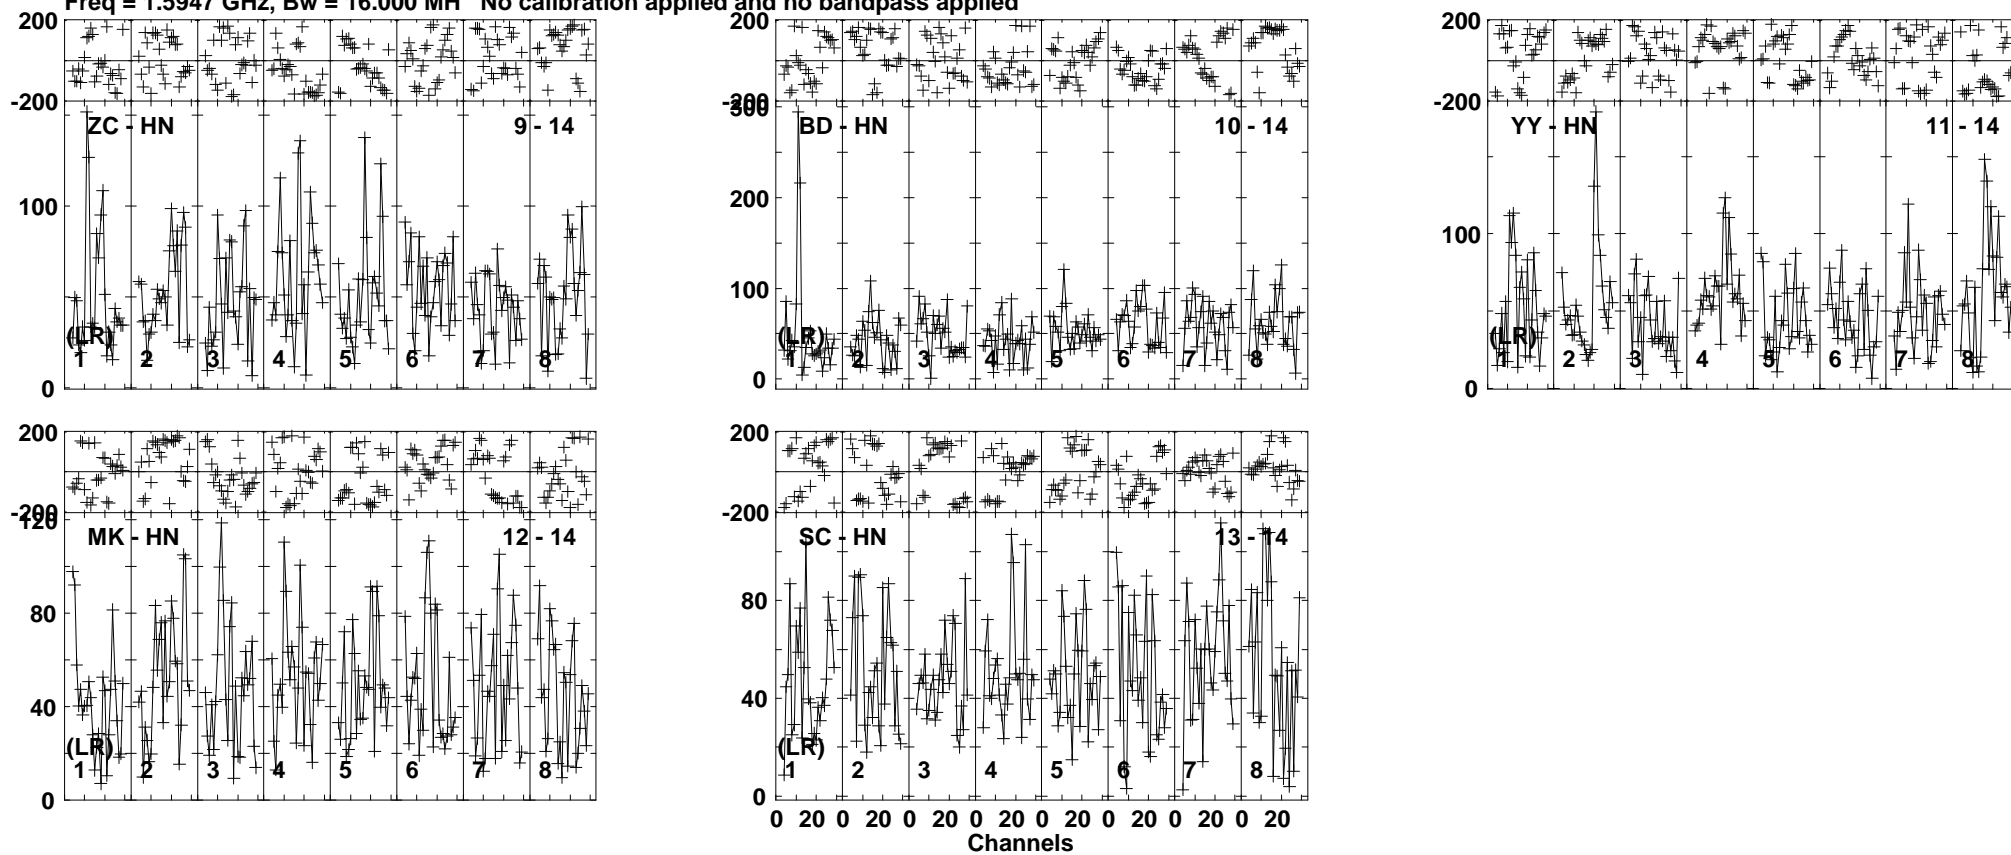 Freq = 1.5947 GHz, Bw = 16.000 MH No calibration applied and no bandpass applied
200
-200
ZC - HN 9 - 14
100
0
(LR)
1 2 3 4 5 6 7 8
200
-200
300
BD - HN 10 - 14
200
100
0
(LR)
1 2 3 4 5 6 7 8
200
-200
YY - HN 11 - 14
100
0
(LR)
1 2 3 4 5 6 7 8
200
-200
120
MK - HN 12 - 14
80
40
0
(LR)
1 2 3 4 5 6 7 8
200
-200
SC - HN 13 - 14
80
40
0
(LR)
1 2 3 4 5 6 7 8
0 20 0 20 0 20 0 20 0 20 0 20 0 20 0 20
Channels